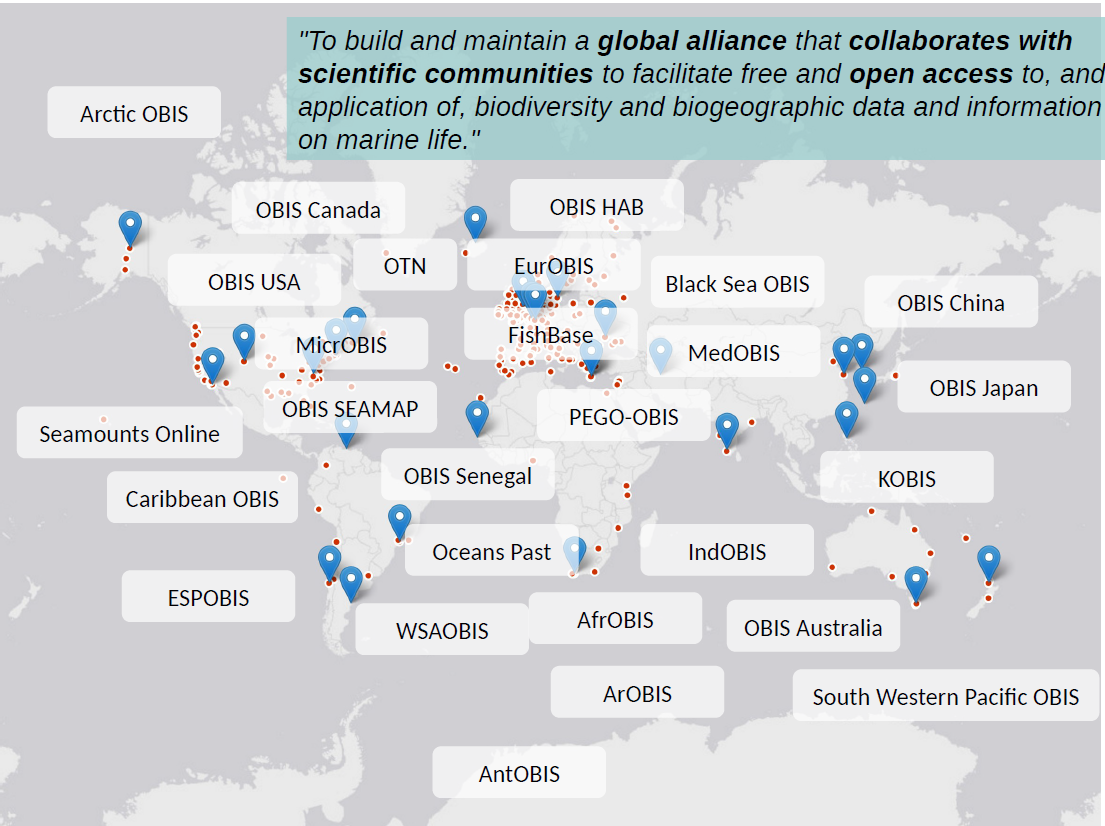 "To build and maintain a global alliance that collaborates with
scientific communities to facilitate free and open access to, and
application of, biodiversity and biogeographic data and information
on marine life."
Arctic OBIS
OBIS Canada
OBIS HAB
OTN
EurOBIS
OBIS USA
Black Sea OBIS
OBIS China
FishBase
MicrOBIS
MedOBIS
OBIS Japan
OBIS SEAMAP
PEGO-OBIS
Seamounts Online
OBIS Senegal
KOBIS
Caribbean OBIS
Oceans Past
IndOBIS
ESPOBIS
AfrOBIS
WSAOBIS
OBIS Australia
ArOBIS
South Western Pacific OBIS
AntOBIS